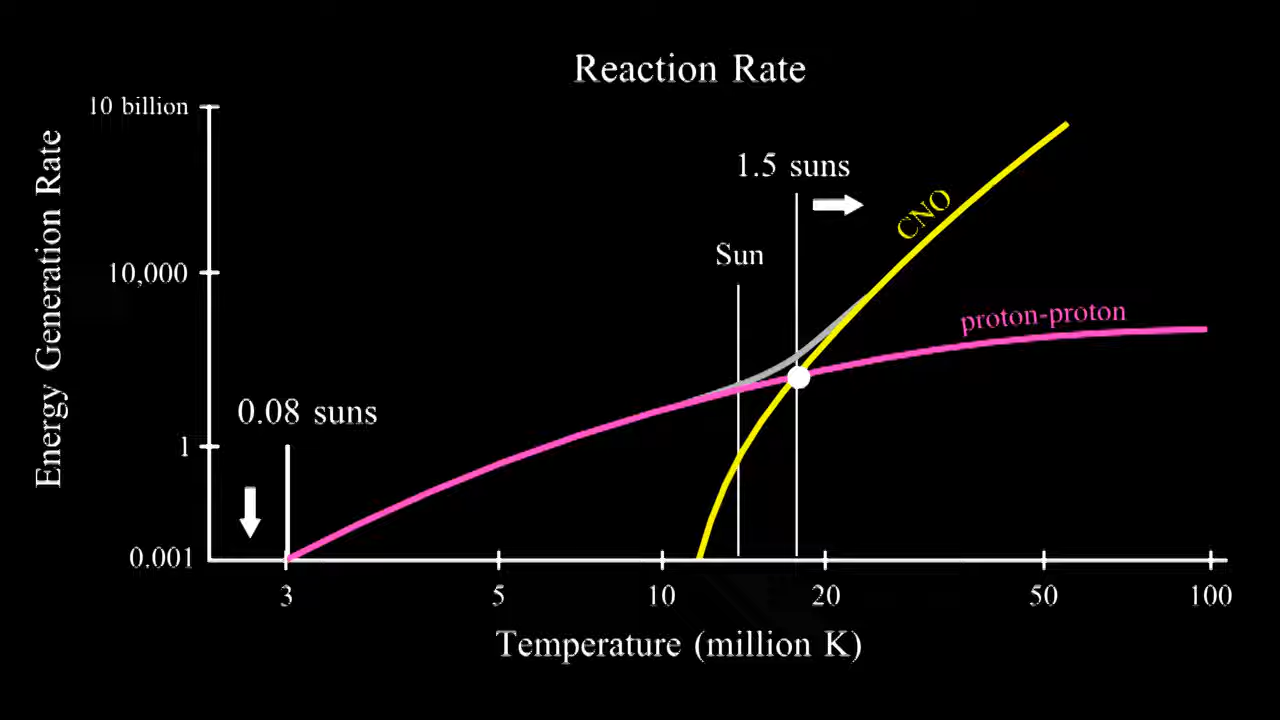 Reaction Rate
10 billion
1.5 suns
CNO
Sun
10,000
proton-proton
Energy Generation Rate
0.08 suns
1
0.001
3
5
10
20
50
100
Temperature (million K)